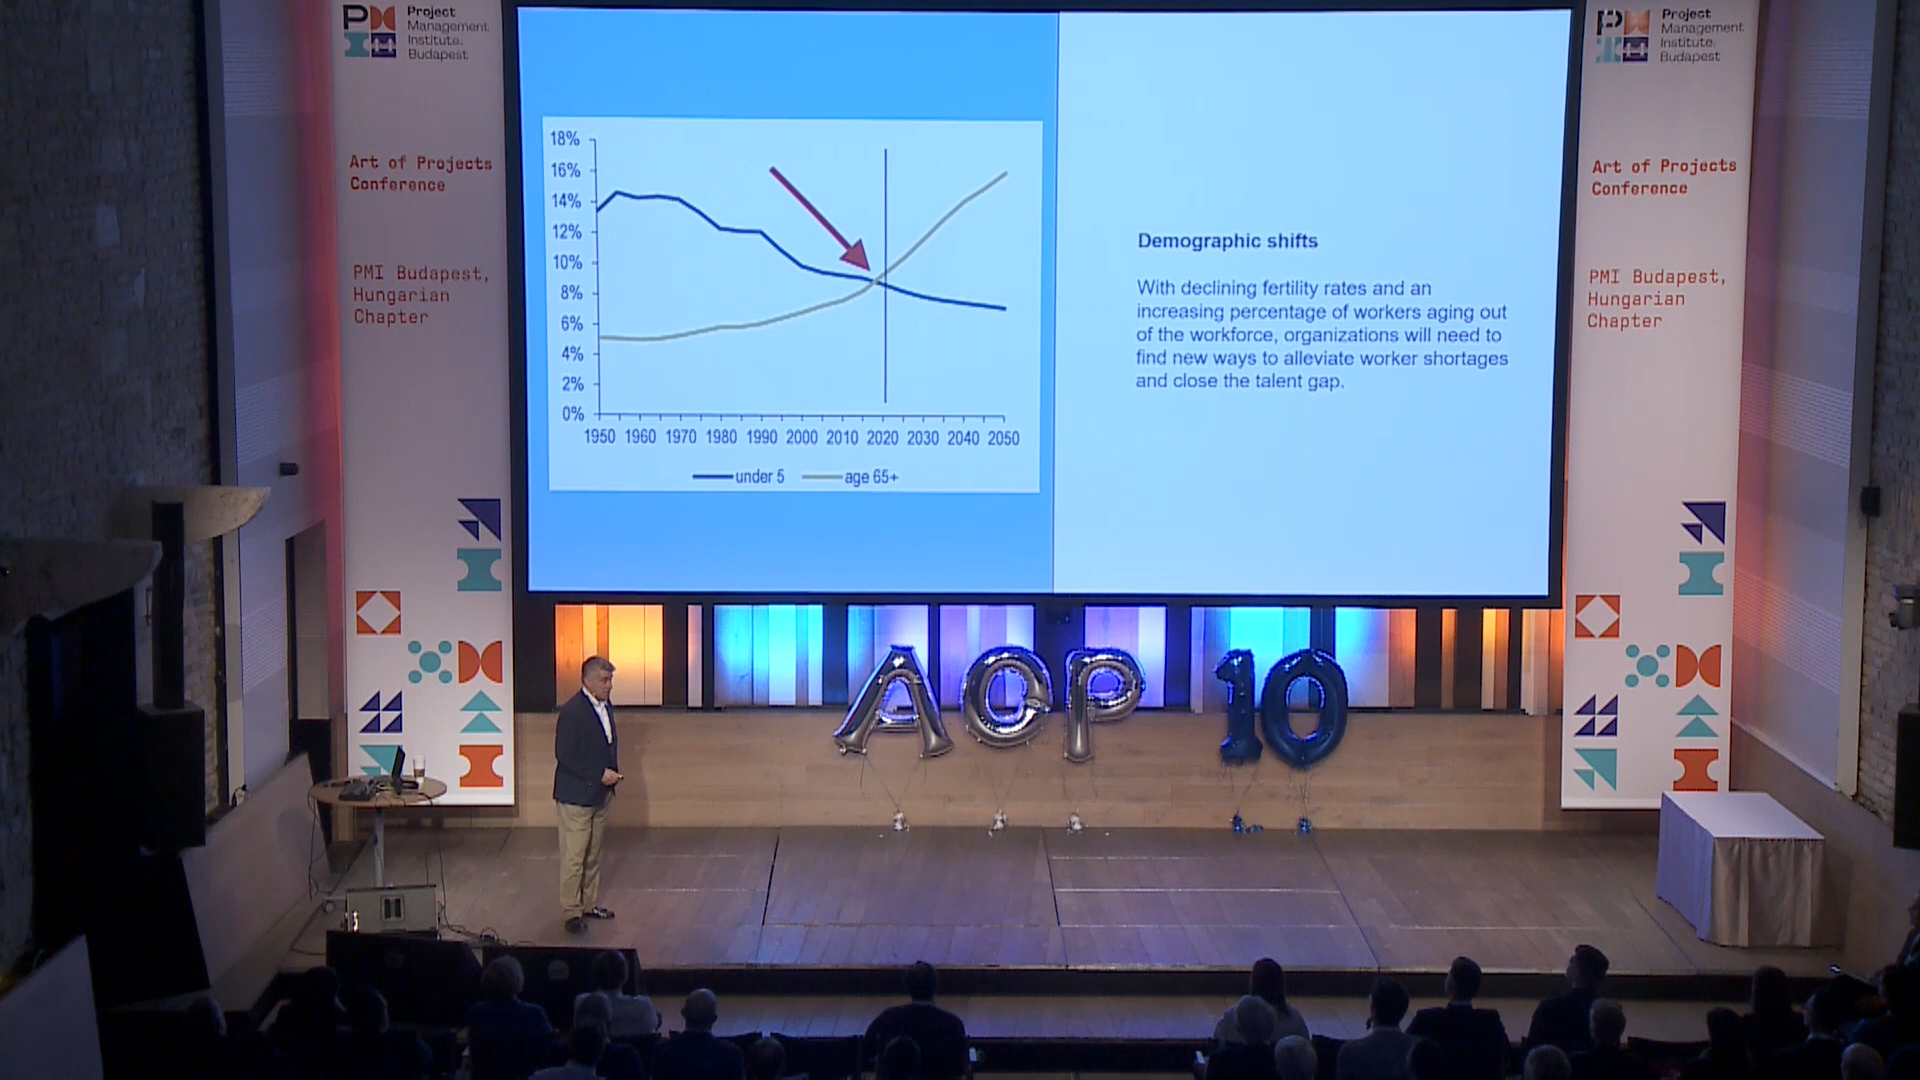 Project
Management
Institute.
Budapest
Art of Projects
Conference
PMI Budapest,
Hungarian
Chapter
18%
16%
14%
12%
10%
8%
6%
4%
2%
0%
1950 1960 1970 1980 1990 2000 2010 2020 2030 2040 2050
under 5 age 65+
Demographic shifts
With declining fertility rates and an
increasing percentage of workers aging out
of the workforce, organizations will need to
find new ways to alleviate worker shortages
and close the talent gap.
Project
Management
Institute.
Budapest
Art of Projects
Conference
PMI Budapest,
Hungarian
Chapter
AOP 10